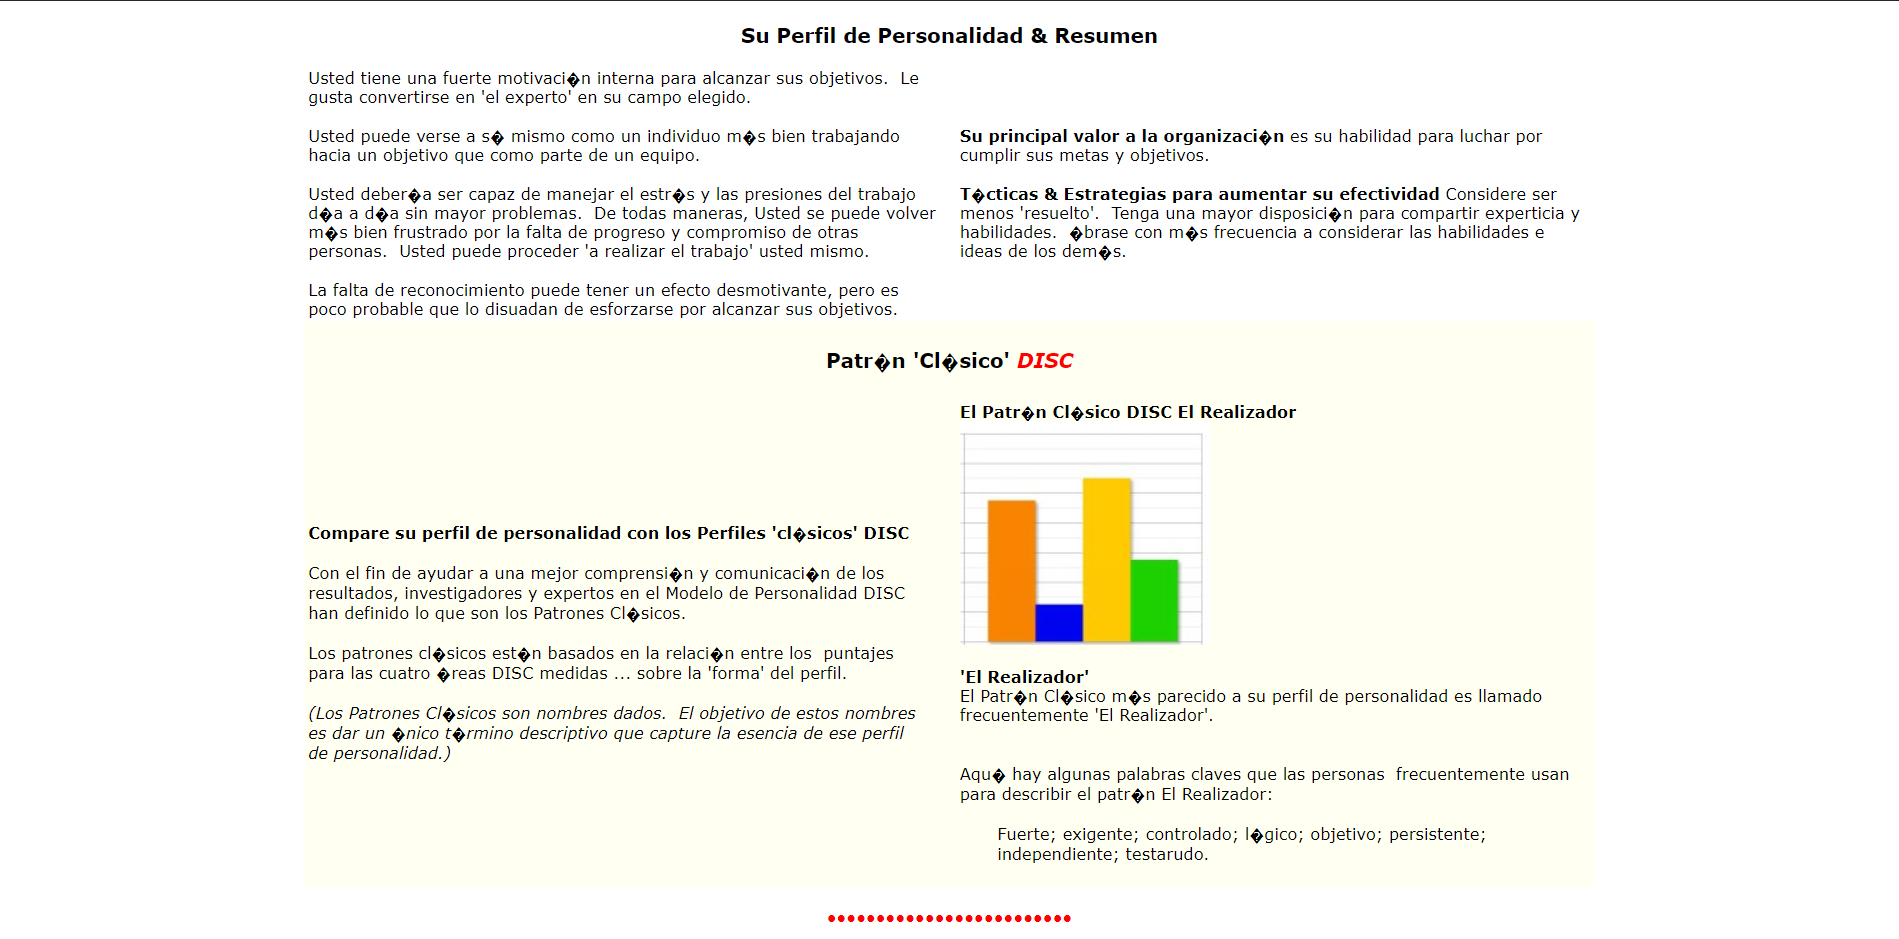 Su Perfil de Personalidad & Resumen
Usted tiene una fuerte motivaci�n interna para alcanzar sus objetivos. Le
gusta convertirse en 'el experto' en su campo elegido.
Usted puede verse a s� mismo como un individuo m�s bien trabajando
hacia un objetivo que como parte de un equipo.
Usted deber�a ser capaz de manejar el estr�s y las presiones del trabajo
d�a a d�a sin mayor problemas. De todas maneras, Usted se puede volver
m�s bien frustrado por la falta de progreso y compromiso de otras
personas. Usted puede proceder 'a realizar el trabajo' usted mismo.
La falta de reconocimiento puede tener un efecto desmotivante, pero es
poco probable que lo disuadan de esforzarse por alcanzar sus objetivos.
Su principal valor a la organizaci�n es su habilidad para luchar por
cumplir sus metas y objetivos.
T�cticas & Estrategias para aumentar su efectividad Considere ser
menos 'resuelto'. Tenga una mayor disposici�n para compartir experticia y
habilidades. �brase con m�s frecuencia a considerar las habilidades e
ideas de los dem�s.
Patr�n 'Cl�sico' DISC
Compare su perfil de personalidad con los Perfiles 'cl�sicos' DISC
Con el fin de ayudar a una mejor comprensi�n y comunicaci�n de los
resultados, investigadores y expertos en el Modelo de Personalidad DISC
han definido lo que son los Patrones Cl�sicos.
Los patrones cl�sicos est�n basados en la relaci�n entre los puntajes
para las cuatro �reas DISC medidas ... sobre la 'forma' del perfil.
(Los Patrones Cl�sicos son nombres dados. El objetivo de estos nombres
es dar un �nico t�rmino descriptivo que capture la esencia de ese perfil
de personalidad.)
El Patr�n Cl�sico DISC El Realizador
'El Realizador'
El Patr�n Cl�sico m�s parecido a su perfil de personalidad es llamado
frecuentemente 'El Realizador'.
Aqu� hay algunas palabras claves que las personas frecuentemente usan
para describir el patr�n El Realizador:
Fuerte; exigente; controlado; l�gico; objetivo; persistente;
independiente; testarudo.